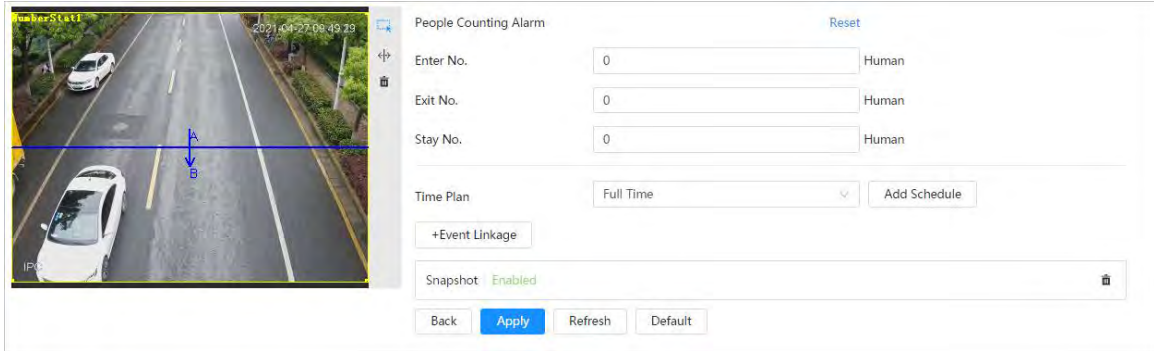 NumberStat1
2021-04-27 09:49:29
A
B
IPC
People Counting Alarm Reset
Enter No. 0 Human
Exit No. 0 Human
Stay No. 0 Human
Time Plan Full Time Add Schedule
+Event Linkage
Snapshot Enabled
Back Apply Refresh Default